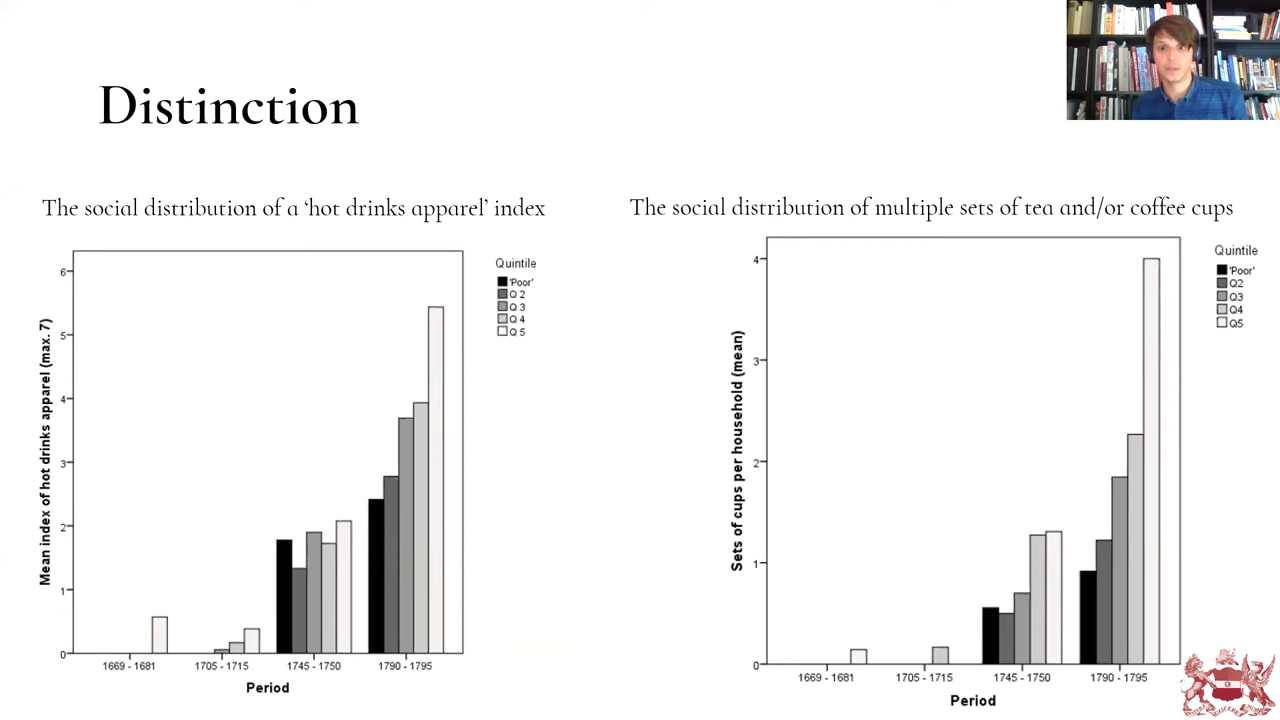 Distinction
The social distribution of a ‘hot drinks apparel’ index
The social distribution of multiple sets of tea and/or coffee cups
Mean index of hot drinks apparel (max. 7)
6
5
4
3
2
1
0
1669 - 1681
1705 - 1715
1745 - 1750
1790 - 1795
Period
Quintile
'Poor'
Q 2
Q 3
Q 4
Q 5
Sets of cups per household (mean)
4
3
2
1
0
1669 - 1681
1705 - 1715
1745 - 1750
1790 - 1795
Period
Quintile
'Poor'
Q2
Q3
Q4
Q5